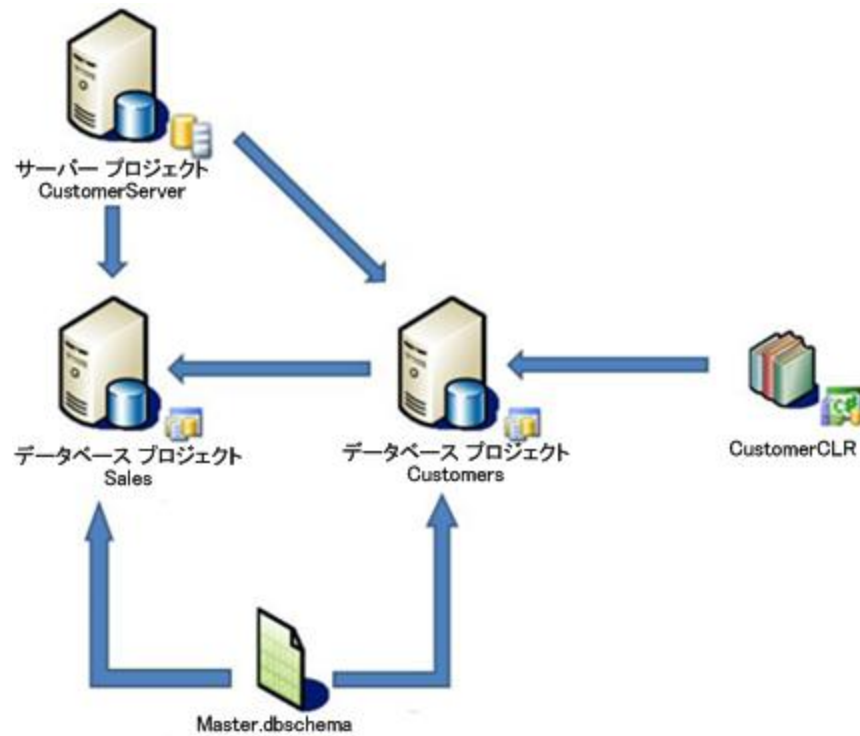 サーバー プロジェクト
CustomerServer
データベース プロジェクト
Sales
データベース プロジェクト
Customers
CustomerCLR
Master.dbschema